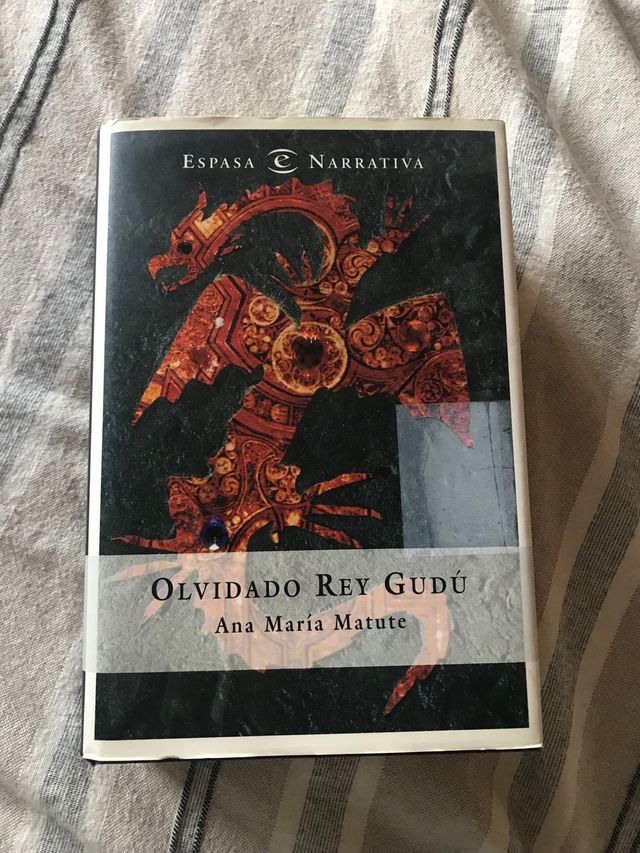 ESPASA e NARRATIVA
OLVIDADO REY GUDÚ
Ana María Matute